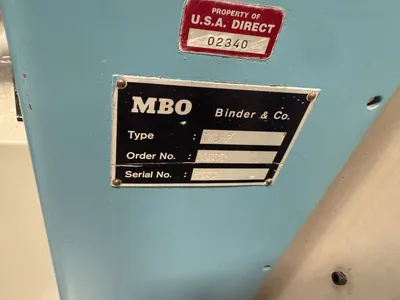 PROPERTY OF
U.S.A. DIRECT
02340
MBO Binder & Co.
Type :
Order No. :
Serial No. :